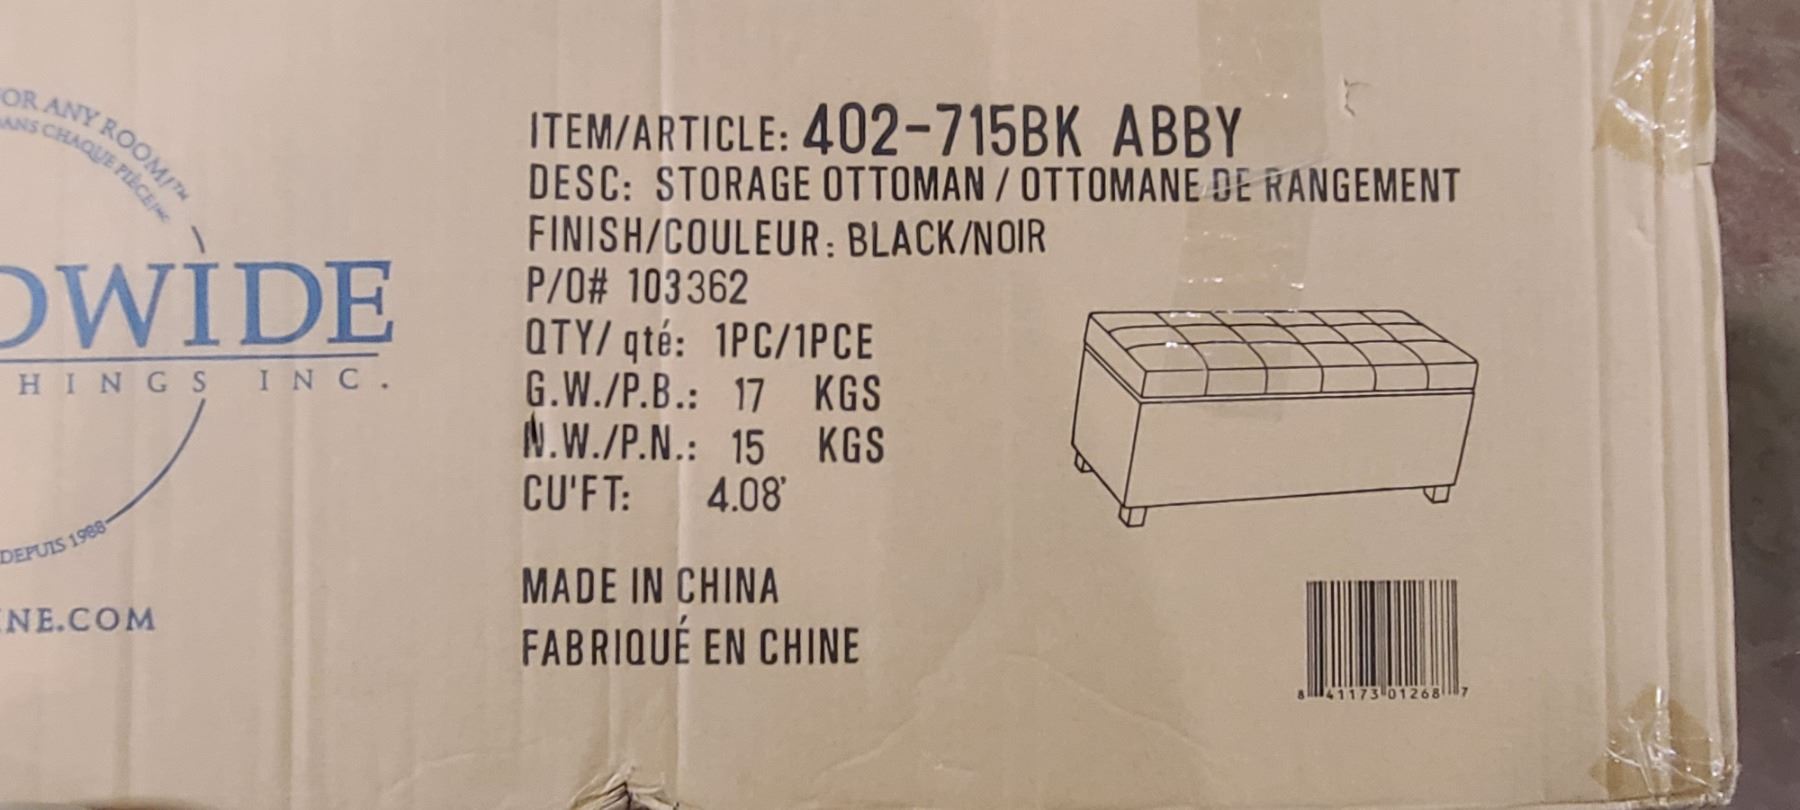 OR ANY ROOM!™
ANS CHAQUE PIÈCE!MC
DWIDE
HINGS INC.
DEPUIS 1988
NE.COM
ITEM/ARTICLE: 402-715BK ABBY
DESC: STORAGE OTTOMAN / OTTOMANE DE RANGEMENT
FINISH/COULEUR: BLACK/NOIR
P/O# 103362
QTY/ qté: 1PC/1PCE
G.W./P.B.: 17 KGS
N.W./P.N.: 15 KGS
CU'FT: 4.08'
MADE IN CHINA
FABRIQUÉ EN CHINE
8 41173 01268 7